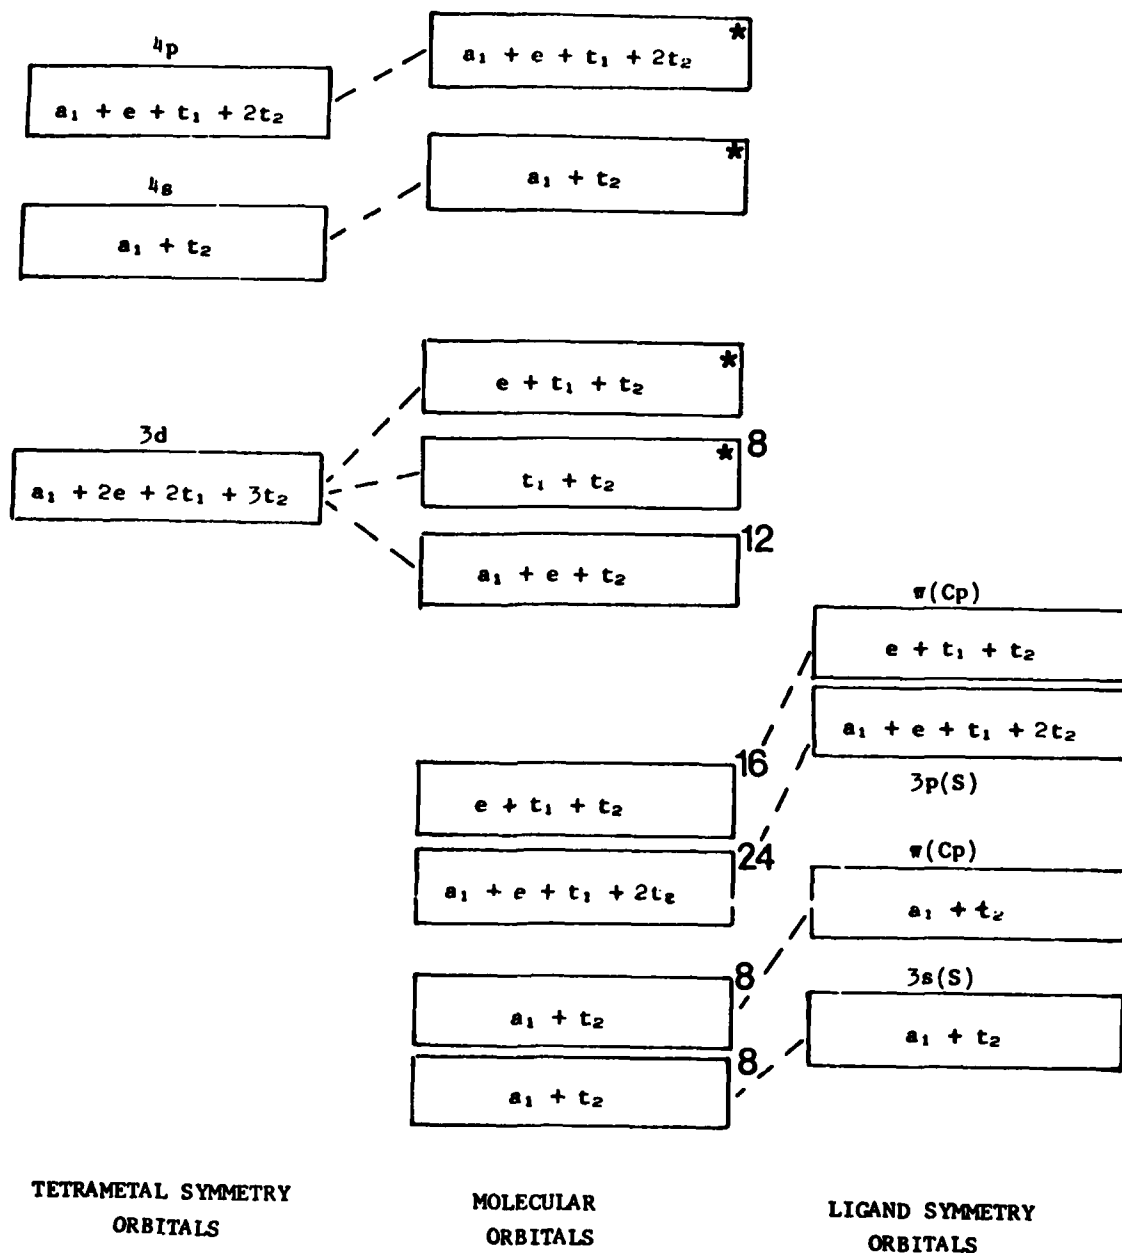 4p
a₁ + e + t₁ + 2t₂
*
a₁ + e + t₁ + 2t₂
4s
a₁ + t₂
*
a₁ + t₂
*
e + t₁ + t₂
3d
a₁ + 2e + 2t₁ + 3t₂
* 8
t₁ + t₂
12
a₁ + e + t₂
π(Cp)
e + t₁ + t₂
a₁ + e + t₁ + 2t₂
3p(S)
16
e + t₁ + t₂
24
a₁ + e + t₁ + 2t₂
π(Cp)
a₁ + t₂
8
a₁ + t₂
3s(S)
a₁ + t₂
8
a₁ + t₂
TETRAMETAL SYMMETRY
ORBITALS
MOLECULAR
ORBITALS
LIGAND SYMMETRY
ORBITALS